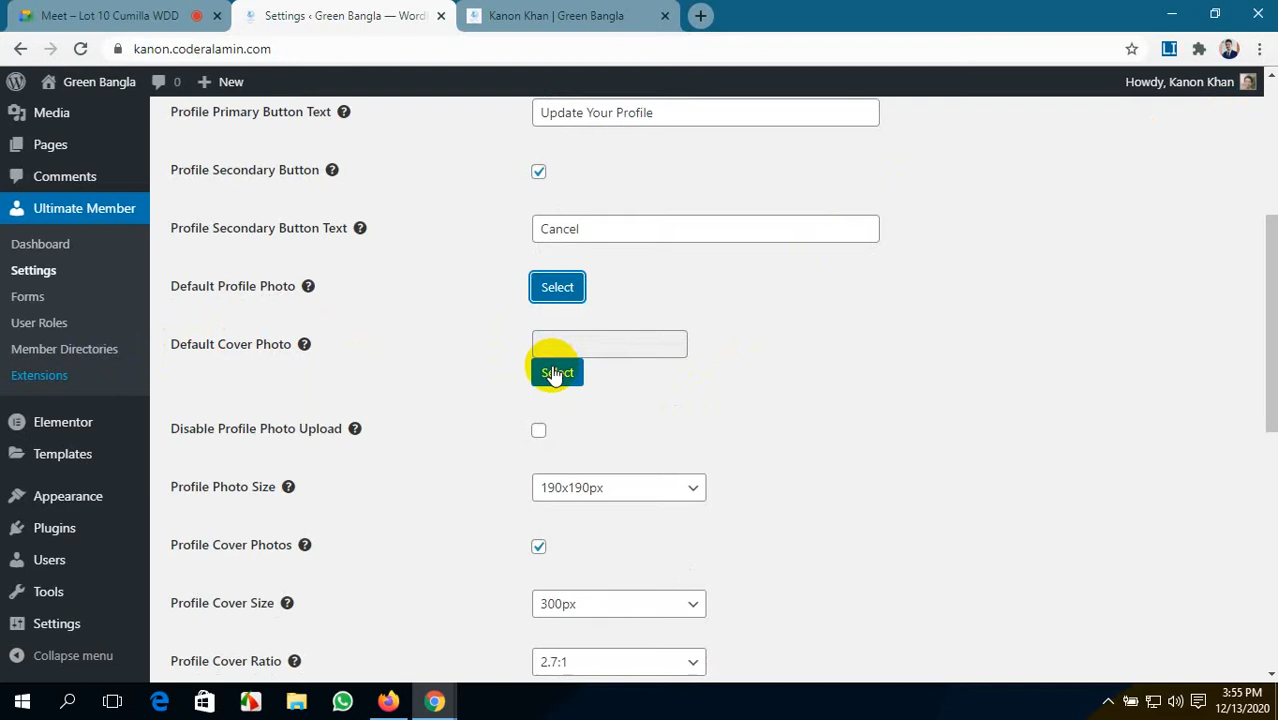 Meet – Lot 10 Cumilla WDD
Settings ‹ Green Bangla — Word
Kanon Khan | Green Bangla
kanon.coderalamin.com
Green Bangla
0
New
Howdy, Kanon Khan
Media
Pages
Comments
Ultimate Member
Dashboard
Settings
Forms
User Roles
Member Directories
Extensions
Elementor
Templates
Appearance
Plugins
Users
Tools
Settings
Collapse menu
Profile Primary Button Text
Update Your Profile
Profile Secondary Button
Profile Secondary Button Text
Cancel
Default Profile Photo
Select
Default Cover Photo
Select
Disable Profile Photo Upload
Profile Photo Size
190x190px
Profile Cover Photos
Profile Cover Size
300px
Profile Cover Ratio
2.7:1
3:55 PM
12/13/2020